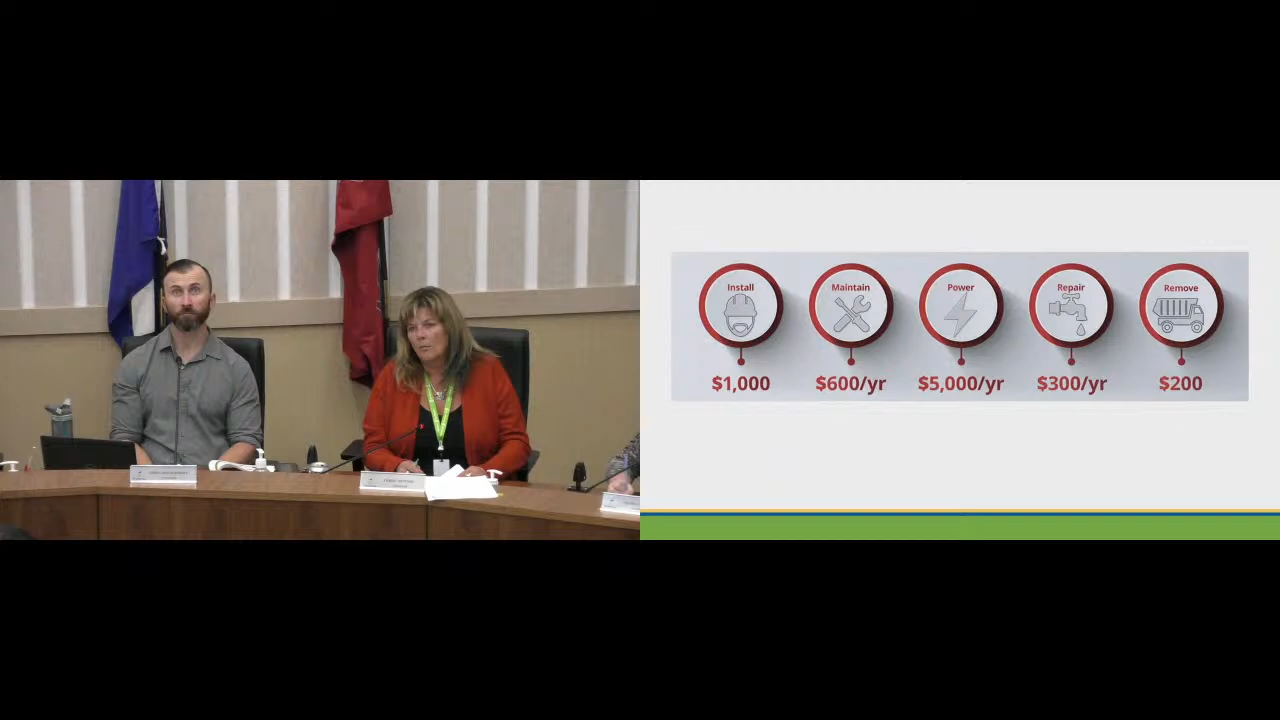 Install
Maintain
Power
Repair
Remove
$1,000
$600/yr
$5,000/yr
$300/yr
$200